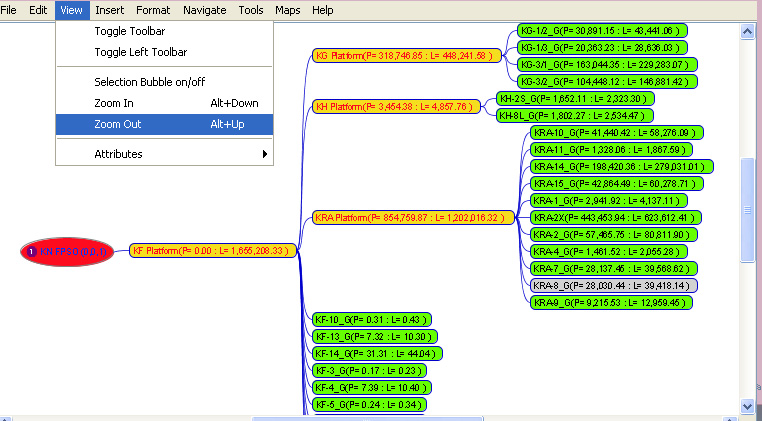 File Edit View Insert Format Navigate Tools Maps Help
Toggle Toolbar
Toggle Left Toolbar
Selection Bubble on/off
Zoom In Alt+Down
Zoom Out Alt+Up
Attributes
KG Platform(P= 318,746.85 : L= 448,241.58 )
KG-1/2_G(P= 30,891.15 : L= 43,441.06 )
KG-1/3_G(P= 20,363.23 : L= 28,636.03 )
KG-3/1_G(P= 163,044.35 : L= 229,283.07 )
KG-3/2_G(P= 104,448.12 : L= 146,881.42 )
KH Platform(P= 3,454.38 : L= 4,857.76 )
KH-2S_G(P= 1,652.11 : L= 2,323.30 )
KH-8L_G(P= 1,802.27 : L= 2,534.47 )
KRA Platform(P= 854,759.87 : L= 1,202,016.32 )
KRA-10_G(P= 41,440.42 : L= 58,276.09 )
KRA-11_G(P= 1,328.06 : L= 1,867.59 )
KRA-14_G(P= 198,420.36 : L= 279,031.01 )
KRA-15_G(P= 42,864.49 : L= 60,278.71 )
KRA-1_G(P= 2,941.92 : L= 4,137.11 )
KRA-2X(P= 443,453.94 : L= 623,612.41 )
KRA-2_G(P= 57,465.75 : L= 80,811.90 )
KRA-4_G(P= 1,461.52 : L= 2,055.28 )
KRA-7_G(P= 28,137.45 : L= 39,568.62 )
KRA-8_G(P= 28,030.44 : L= 39,418.14 )
KRA-9_G(P= 9,215.53 : L= 12,959.45 )
1 KN FPSO (0,0,1)
KF Platform(P= 0.00 : L= 1,655,208.33 )
KF-10_G(P= 0.31 : L= 0.43 )
KF-13_G(P= 7.32 : L= 10.30 )
KF-14_G(P= 31.31 : L= 44.04 )
KF-3_G(P= 0.17 : L= 0.23 )
KF-4_G(P= 7.39 : L= 10.40 )
KF-5_G(P= 0.24 : L= 0.34 )